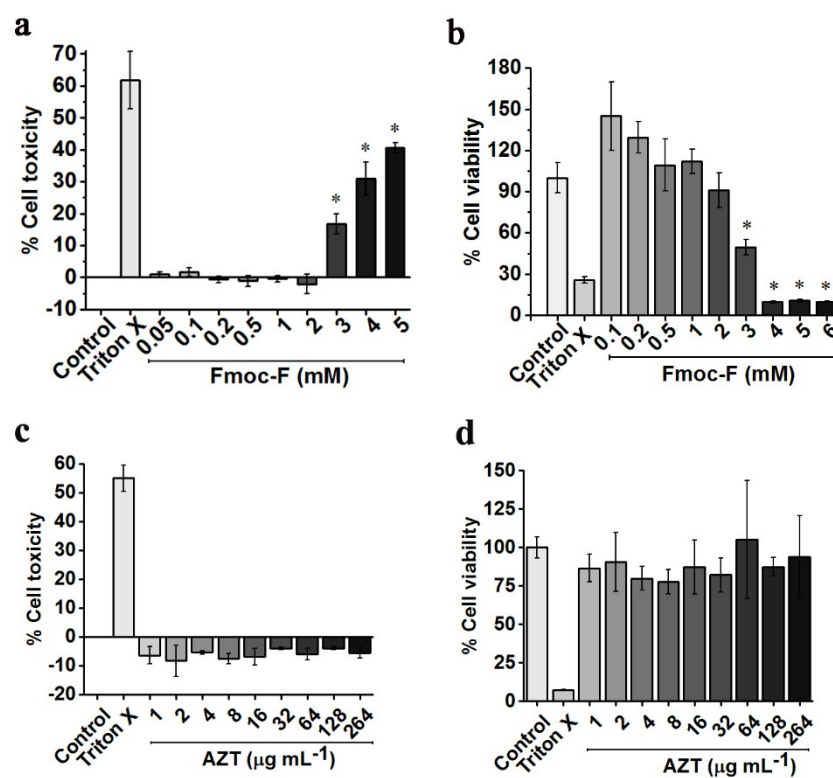 a
% Cell toxicity
70
60
50
40
30
20
10
0
-10
* * *
Control Triton X 0.05 0.1 0.2 0.5 1 2 3 4 5
Fmoc-F (mM)
b
% Cell viability
180
150
120
90
60
30
0
* * * *
Control Triton X 0.1 0.2 0.5 1 2 3 4 5 6
Fmoc-F (mM)
c
% Cell toxicity
60
50
40
30
20
10
0
-10
-20
Control Triton X 1 2 4 8 16 32 64 128 264
AZT (µg mL⁻¹)
d
% Cell viability
150
125
100
75
50
25
0
Control Triton X 1 2 4 8 16 32 64 128 264
AZT (µg mL⁻¹)